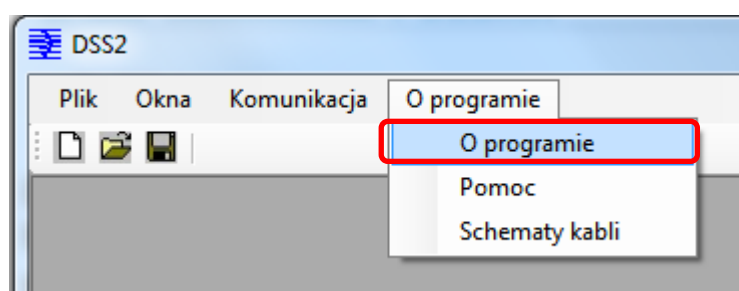 DSS2
Plik Okna Komunikacja O programie
O programie
Pomoc
Schematy kabli